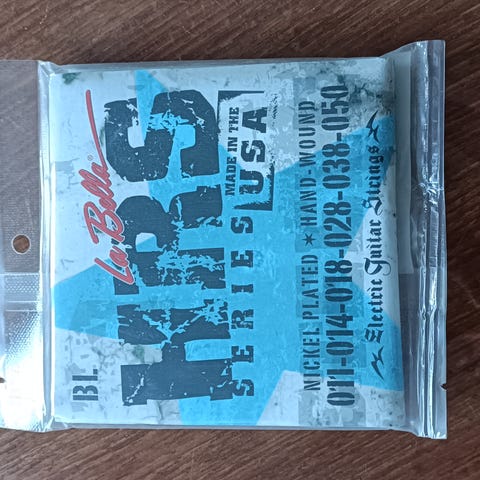 La Bella®
HRS
SERIES
MADE IN THE
USA
BL
NICKEL PLATED ★ HAND-WOUND
011-014-018-028-038-050
Electric Guitar Strings